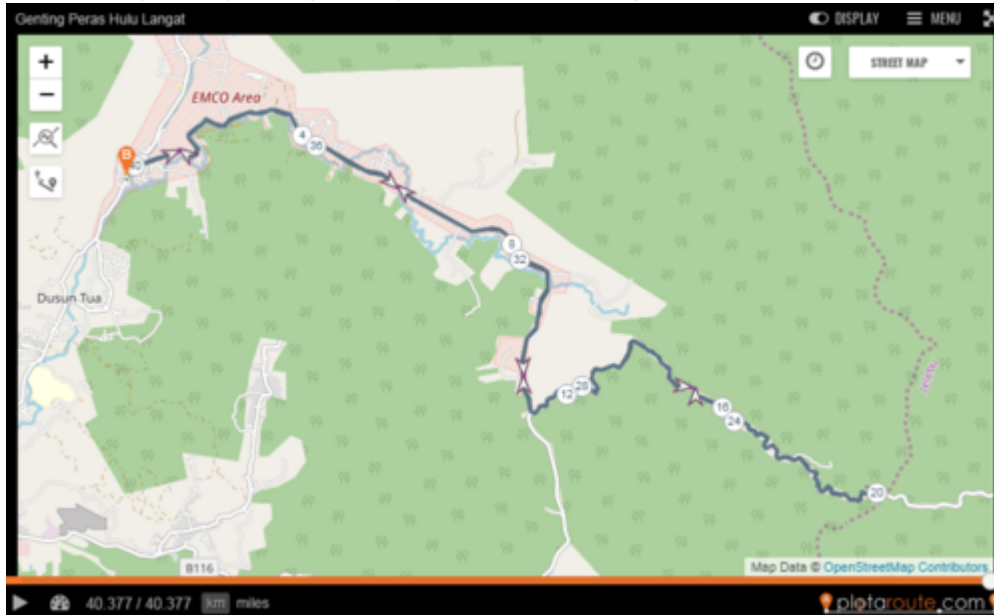 Genting Peras Hulu Langat
DISPLAY
MENU
+
STREET MAP
−
EMCO Area
4
36
B
8
32
Dusun Tua
12
28
16
24
20
B116
Map Data © OpenStreetMap Contributors
40.377 / 40.377 km miles
plotaroute.com